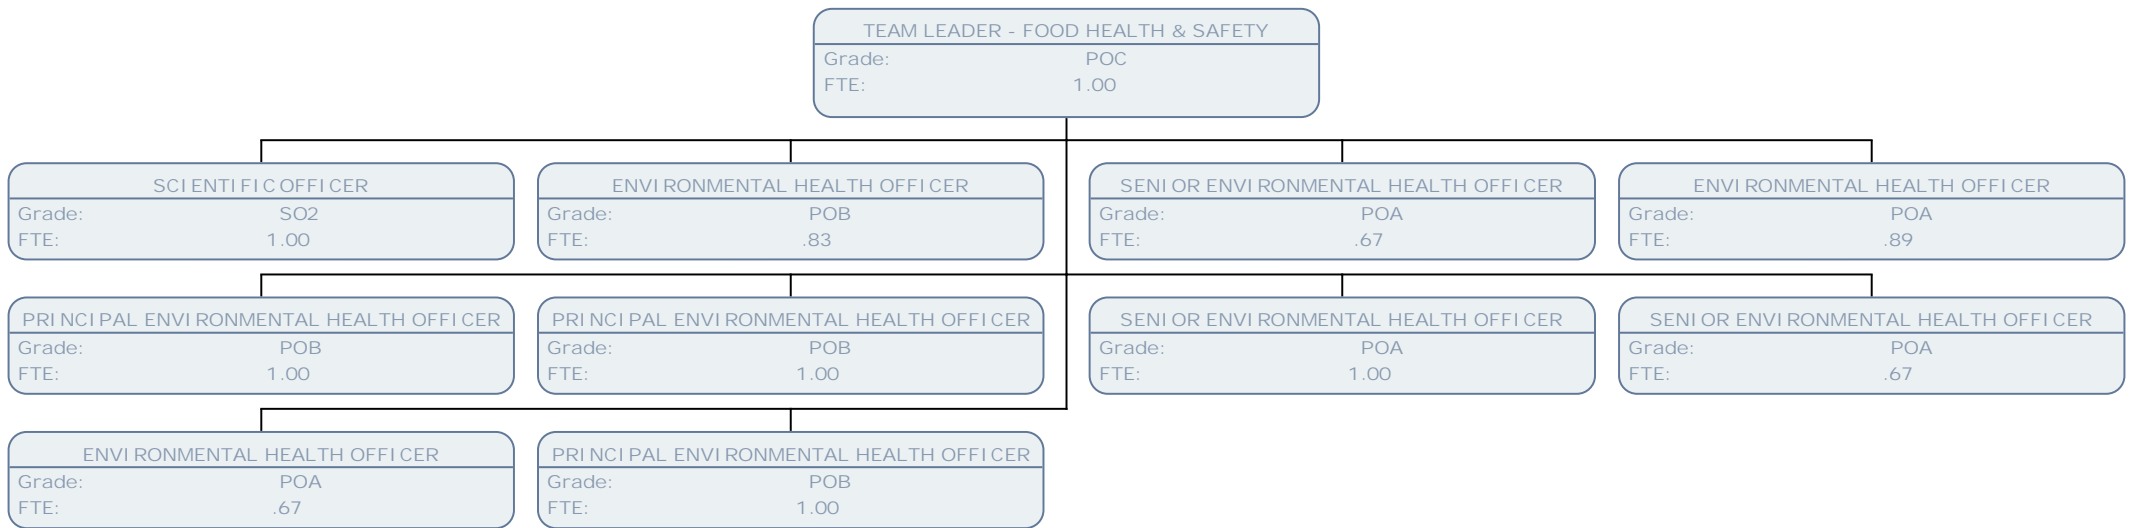 TEAM LEADER - FOOD HEALTH & SAFETY
Grade: POC
FTE: 1.00
SCIENTIFIC OFFICER
Grade: SO2
FTE: 1.00
ENVIRONMENTAL HEALTH OFFICER
Grade: POB
FTE: .83
SENIOR ENVIRONMENTAL HEALTH OFFICER
Grade: POA
FTE: .67
ENVIRONMENTAL HEALTH OFFICER
Grade: POA
FTE: .89
PRINCIPAL ENVIRONMENTAL HEALTH OFFICER
Grade: POB
FTE: 1.00
PRINCIPAL ENVIRONMENTAL HEALTH OFFICER
Grade: POB
FTE: 1.00
SENIOR ENVIRONMENTAL HEALTH OFFICER
Grade: POA
FTE: 1.00
SENIOR ENVIRONMENTAL HEALTH OFFICER
Grade: POA
FTE: .67
ENVIRONMENTAL HEALTH OFFICER
Grade: POA
FTE: .67
PRINCIPAL ENVIRONMENTAL HEALTH OFFICER
Grade: POB
FTE: 1.00